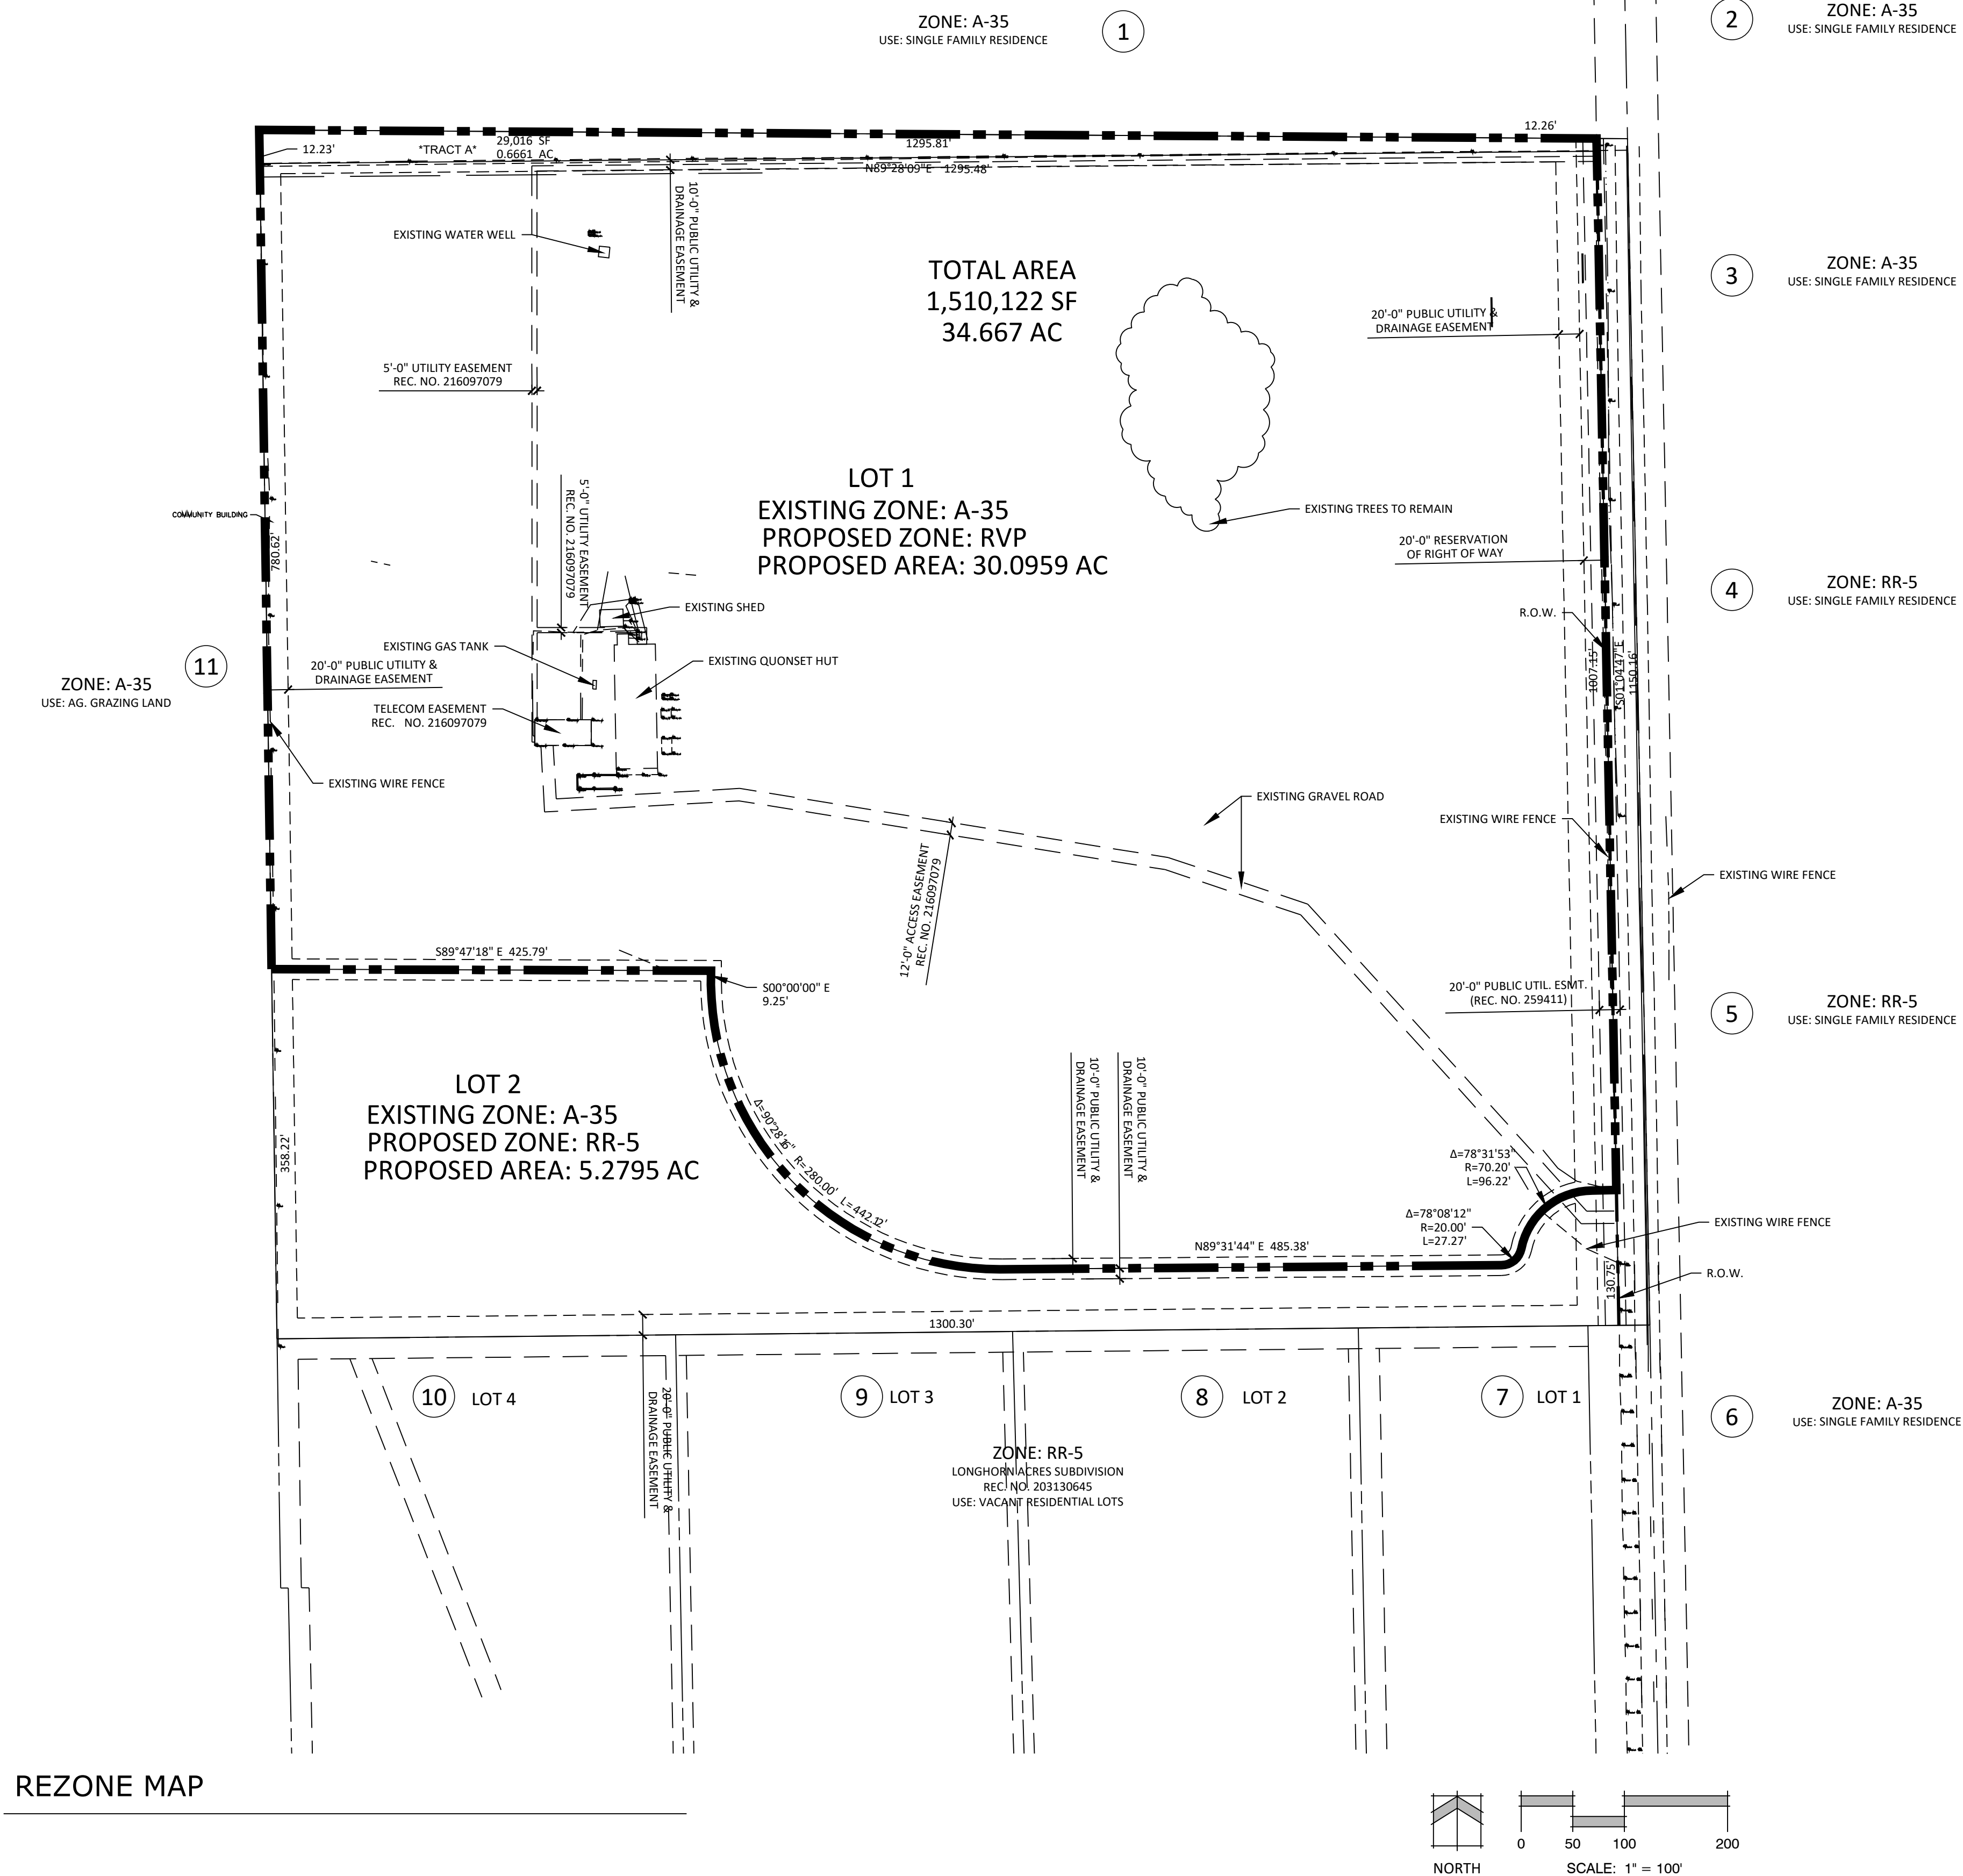 ZONE: A-35
USE: SINGLE FAMILY RESIDENCE
1
2
ZONE: A-35
USE: SINGLE FAMILY RESIDENCE
12.26'
12.23'
*TRACT A*
29,016 SF
0.6661 AC
1295.81'
N89°28'09"E 1295.48'
10'-0" PUBLIC UTILITY &
DRAINAGE EASEMENT
EXISTING WATER WELL
TOTAL AREA
1,510,122 SF
34.667 AC
3
ZONE: A-35
USE: SINGLE FAMILY RESIDENCE
20'-0" PUBLIC UTILITY &
DRAINAGE EASEMENT
5'-0" UTILITY EASEMENT
REC. NO. 216097079
LOT 1
EXISTING ZONE: A-35
PROPOSED ZONE: RVP
PROPOSED AREA: 30.0959 AC
5'-0" UTILITY EASEMENT
REC. NO. 216097079
EXISTING TREES TO REMAIN
COMMUNITY BUILDING
780.62'
20'-0" RESERVATION
OF RIGHT OF WAY
4
ZONE: RR-5
USE: SINGLE FAMILY RESIDENCE
R.O.W.
EXISTING SHED
EXISTING GAS TANK
EXISTING QUONSET HUT
11
ZONE: A-35
USE: AG. GRAZING LAND
20'-0" PUBLIC UTILITY &
DRAINAGE EASEMENT
TELECOM EASEMENT
REC. NO. 216097079
1007.15'
S01°04'47"E
1150.16'
EXISTING WIRE FENCE
EXISTING GRAVEL ROAD
EXISTING WIRE FENCE
EXISTING WIRE FENCE
12'-0" ACCESS EASEMENT
REC. NO. 216097079
S89°47'18" E 425.79'
S00°00'00" E
9.25'
20'-0" PUBLIC UTIL. ESMT.
(REC. NO. 259411)
5
ZONE: RR-5
USE: SINGLE FAMILY RESIDENCE
LOT 2
EXISTING ZONE: A-35
PROPOSED ZONE: RR-5
PROPOSED AREA: 5.2795 AC
358.22'
Δ=90°28'16" R=280.00' L=442.12'
10'-0" PUBLIC UTILITY &
DRAINAGE EASEMENT
10'-0" PUBLIC UTILITY &
DRAINAGE EASEMENT
Δ=78°31'53"
R=70.20'
L=96.22'
Δ=78°08'12"
R=20.00'
L=27.27'
N89°31'44" E 485.38'
EXISTING WIRE FENCE
R.O.W.
130.75'
1300.30'
10
LOT 4
9
LOT 3
8
LOT 2
7
LOT 1
6
ZONE: A-35
USE: SINGLE FAMILY RESIDENCE
20'-0" PUBLIC UTILITY &
DRAINAGE EASEMENT
ZONE: RR-5
LONGHORN ACRES SUBDIVISION
REC. NO. 203130645
USE: VACANT RESIDENTIAL LOTS
REZONE MAP
0 50 100 200
NORTH
SCALE: 1" = 100'